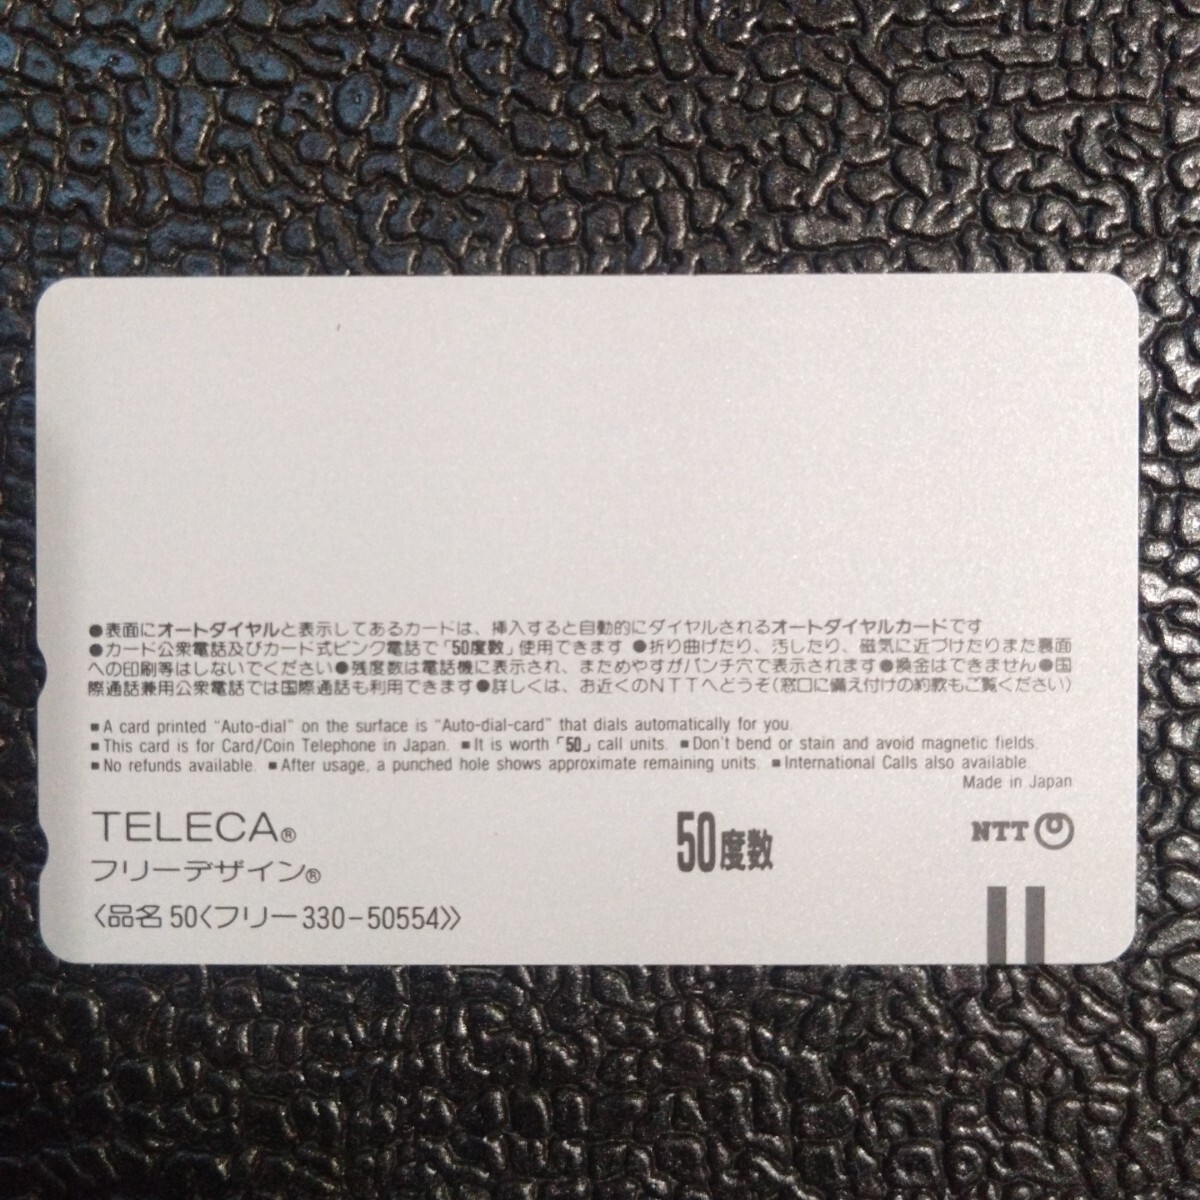 ●表面にオートダイヤルと表示してあるカードは、挿入すると自動的にダイヤルされるオートダイヤルカードです
●カード公衆電話及びカード式ピンク電話で「50度数」使用できます ●折り曲げたり、汚したり、磁気に近づけたりまた裏面
への印刷等はしないでください●残度数は電話機に表示され、まためやすがパンチ穴で表示されます●換金はできません●国
際通話兼用公衆電話では国際通話も利用できます●詳しくは、お近くのNTTへどうぞ(窓口に備え付けの約款もご覧ください)
■A card printed “Auto-dial” on the surface is “Auto-dial-card” that dials automatically for you.
■This card is for Card/Coin Telephone in Japan. ■It is worth「50」call units. ■Don't bend or stain and avoid magnetic fields.
■No refunds available. ■After usage, a punched hole shows approximate remaining units. ■International Calls also available.
Made in Japan
TELECA®
フリーデザイン®
〈品名 50〈フリー330-50554〉〉
50度数
NTT